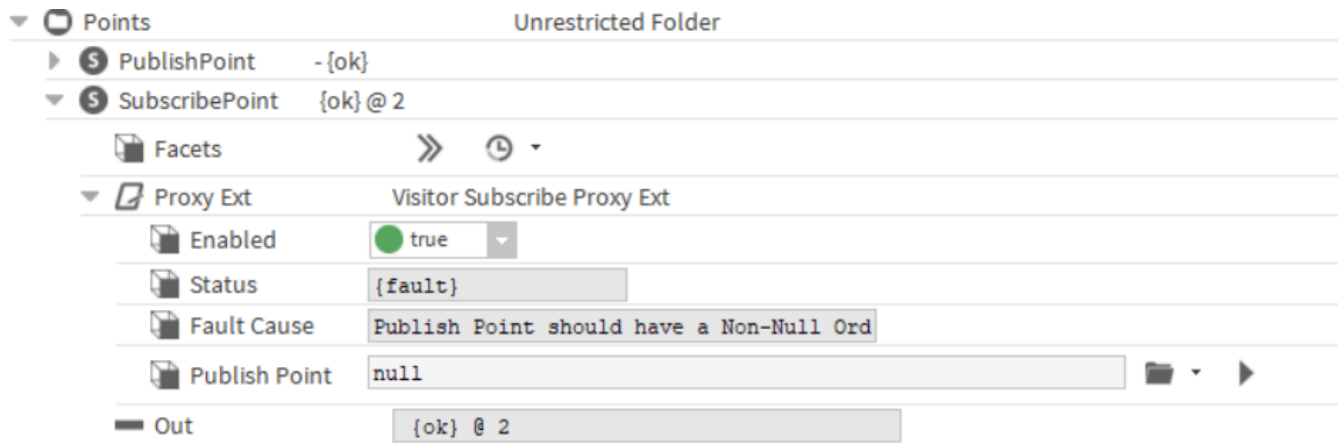 Points Unrestricted Folder
S PublishPoint - {ok}
S SubscribePoint {ok} @ 2
Facets
Proxy Ext Visitor Subscribe Proxy Ext
Enabled true
Status {fault}
Fault Cause Publish Point should have a Non-Null Ord
Publish Point null
Out {ok} @ 2